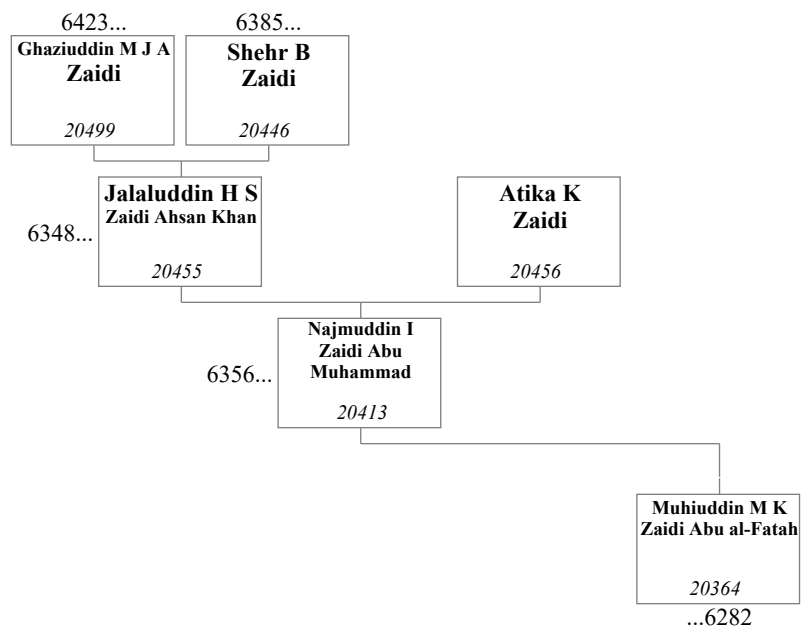 6423...
6385...
Ghaziuddin M J A
Zaidi
20499
Shehr B
Zaidi
20446
Jalaluddin H S
Zaidi Ahsan Khan
20455
6348...
Atika K
Zaidi
20456
Najmuddin I
Zaidi Abu
Muhammad
20413
6356...
Muhiuddin M K
Zaidi Abu al-Fatah
20364
...6282